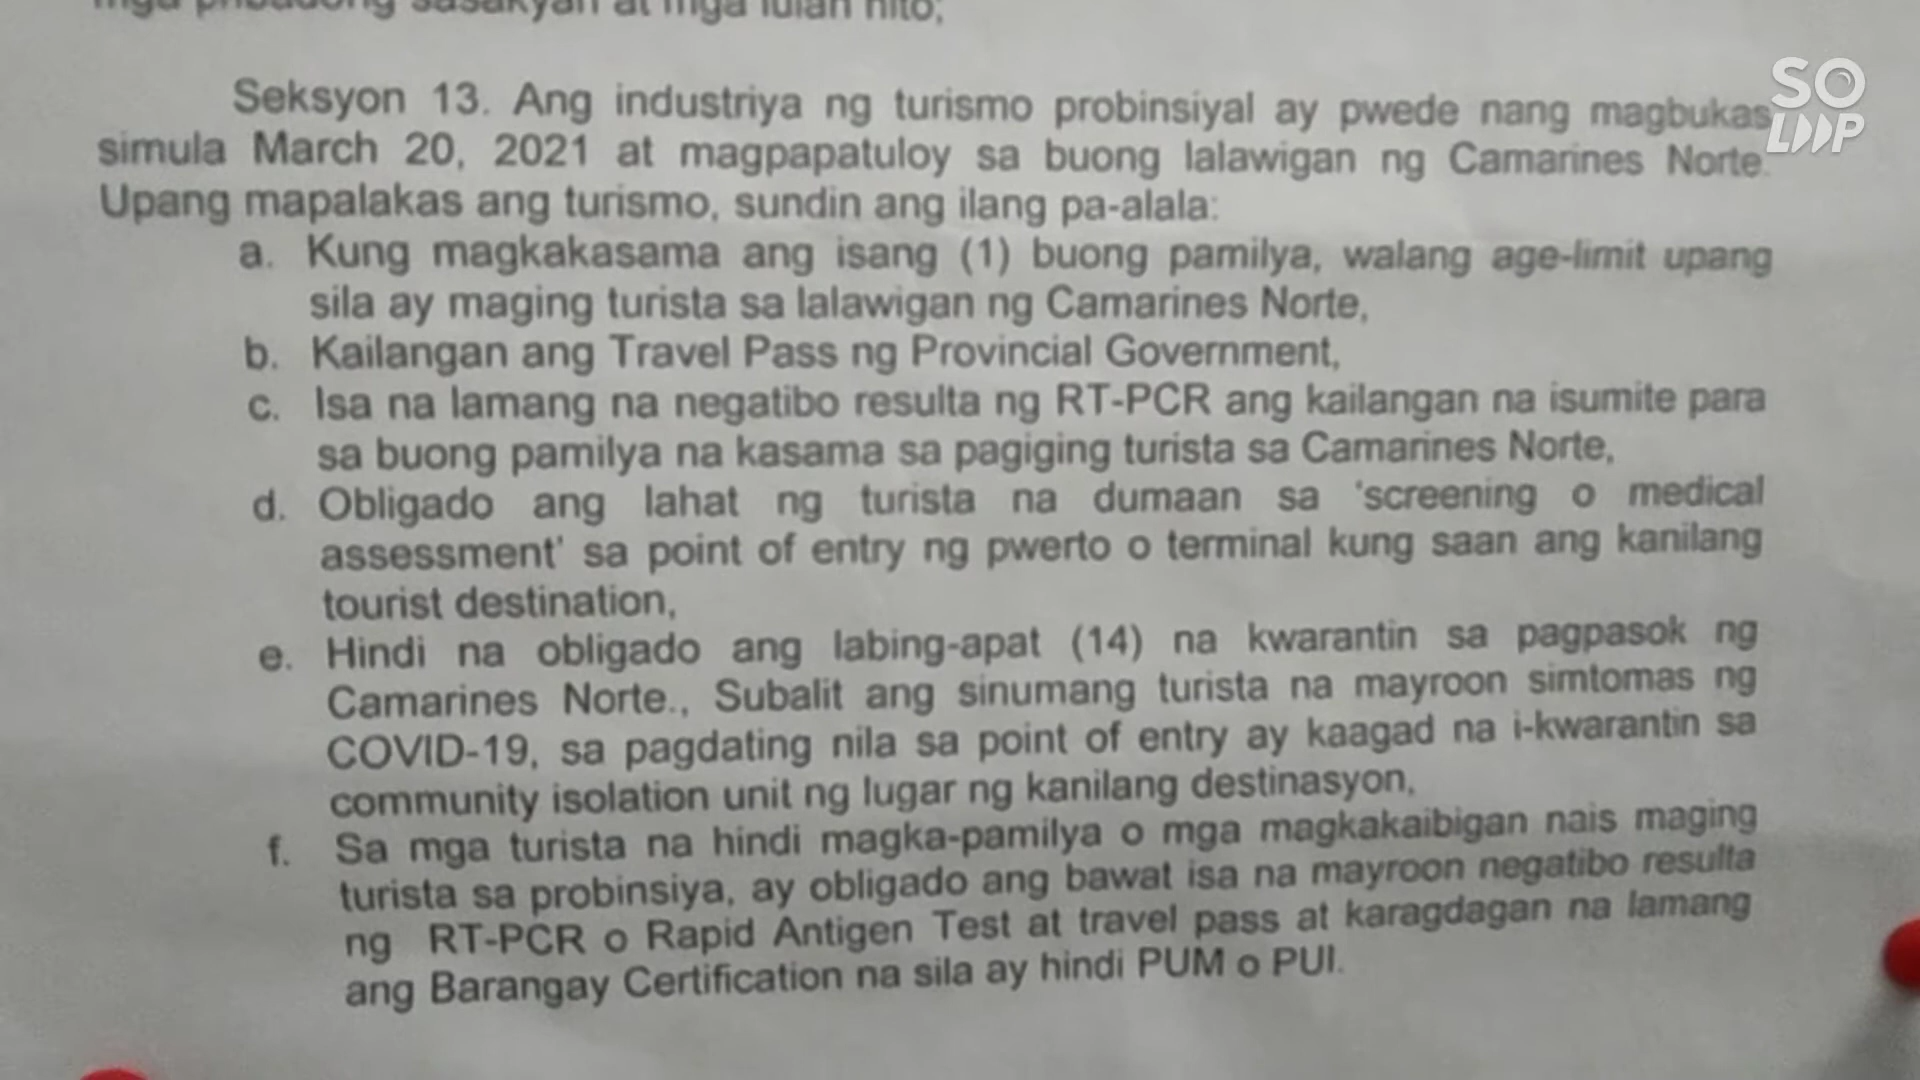 mga pribadong sasakyan at mga lulan nito;
Seksyon 13. Ang industriya ng turismo probinsiyal ay pwede nang magbukas
simula March 20, 2021 at magpapatuloy sa buong lalawigan ng Camarines Norte.
Upang mapalakas ang turismo, sundin ang ilang pa-alala:
a. Kung magkakasama ang isang (1) buong pamilya, walang age-limit upang
sila ay maging turista sa lalawigan ng Camarines Norte,
b. Kailangan ang Travel Pass ng Provincial Government,
c. Isa na lamang na negatibo resulta ng RT-PCR ang kailangan na isumite para
sa buong pamilya na kasama sa pagiging turista sa Camarines Norte,
d. Obligado ang lahat ng turista na dumaan sa 'screening o medical
assessment' sa point of entry ng pwerto o terminal kung saan ang kanilang
tourist destination,
e. Hindi na obligado ang labing-apat (14) na kwarantin sa pagpasok ng
Camarines Norte., Subalit ang sinumang turista na mayroon simtomas ng
COVID-19, sa pagdating nila sa point of entry ay kaagad na i-kwarantin sa
community isolation unit ng lugar ng kanilang destinasyon,
f. Sa mga turista na hindi magka-pamilya o mga magkakaibigan nais maging
turista sa probinsiya, ay obligado ang bawat isa na mayroon negatibo resulta
ng RT-PCR o Rapid Antigen Test at travel pass at karagdagan na lamang
ang Barangay Certification na sila ay hindi PUM o PUI.
SO
LOOP